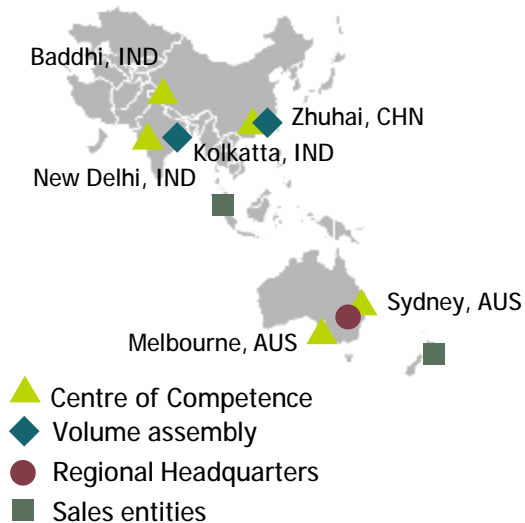 Baddhi, IND
Zhuhai, CHN
Kolkatta, IND
New Delhi, IND
Sydney, AUS
Melbourne, AUS
Centre of Competence
Volume assembly
Regional Headquarters
Sales entities